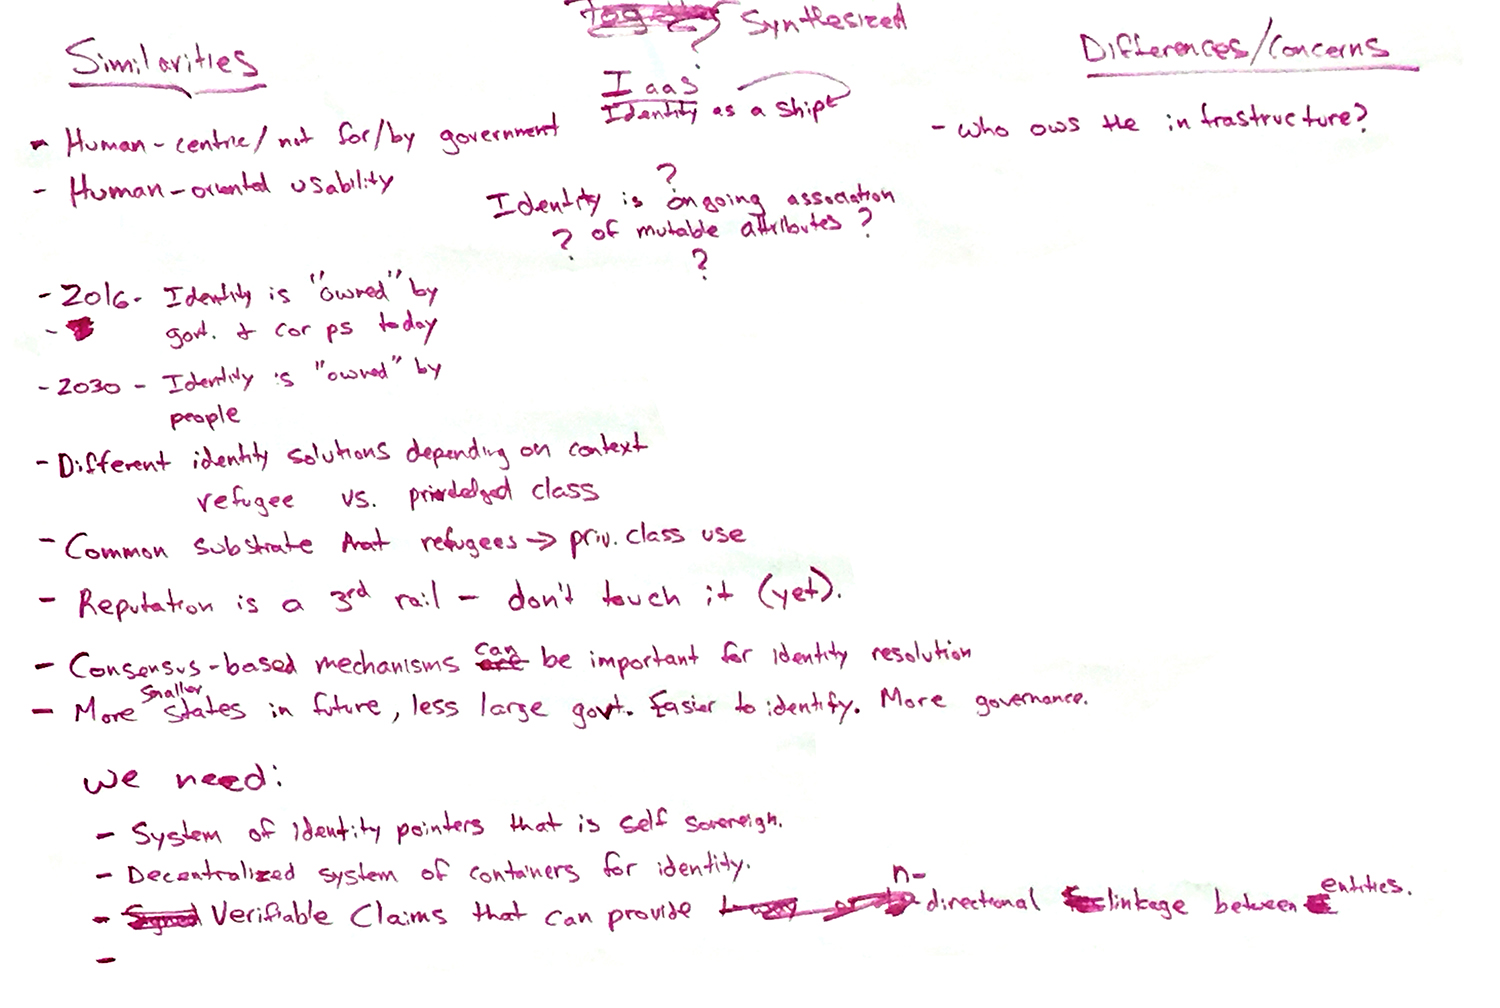 Synthesized
Similarities
Differences/Concerns
?
I aas
Identity as a Shipt
- Human-centric/not for/by government
- who ows the infrastructure?
- Human-oriented usability
?
Identity is ongoing association
? of mutable attributes ?
?
- 2016 - Identity is "owned" by
- govt. & corps today
- 2030 - Identity is "owned" by
people
- Different identity solutions depending on context
refugee vs. class
- Common substrate that refugees → priv. class use
- Reputation is a 3rd rail - don't touch it (yet).
- Consensus-based mechanisms can be important for identity resolution
- More smaller states in future, less large govt. Easier to identify. More governance.
we need:
- System of identity pointers that is self sovereign.
- Decentralized system of containers for identity.
- Verifiable Claims that can provide n-directional linkage between entities.
-